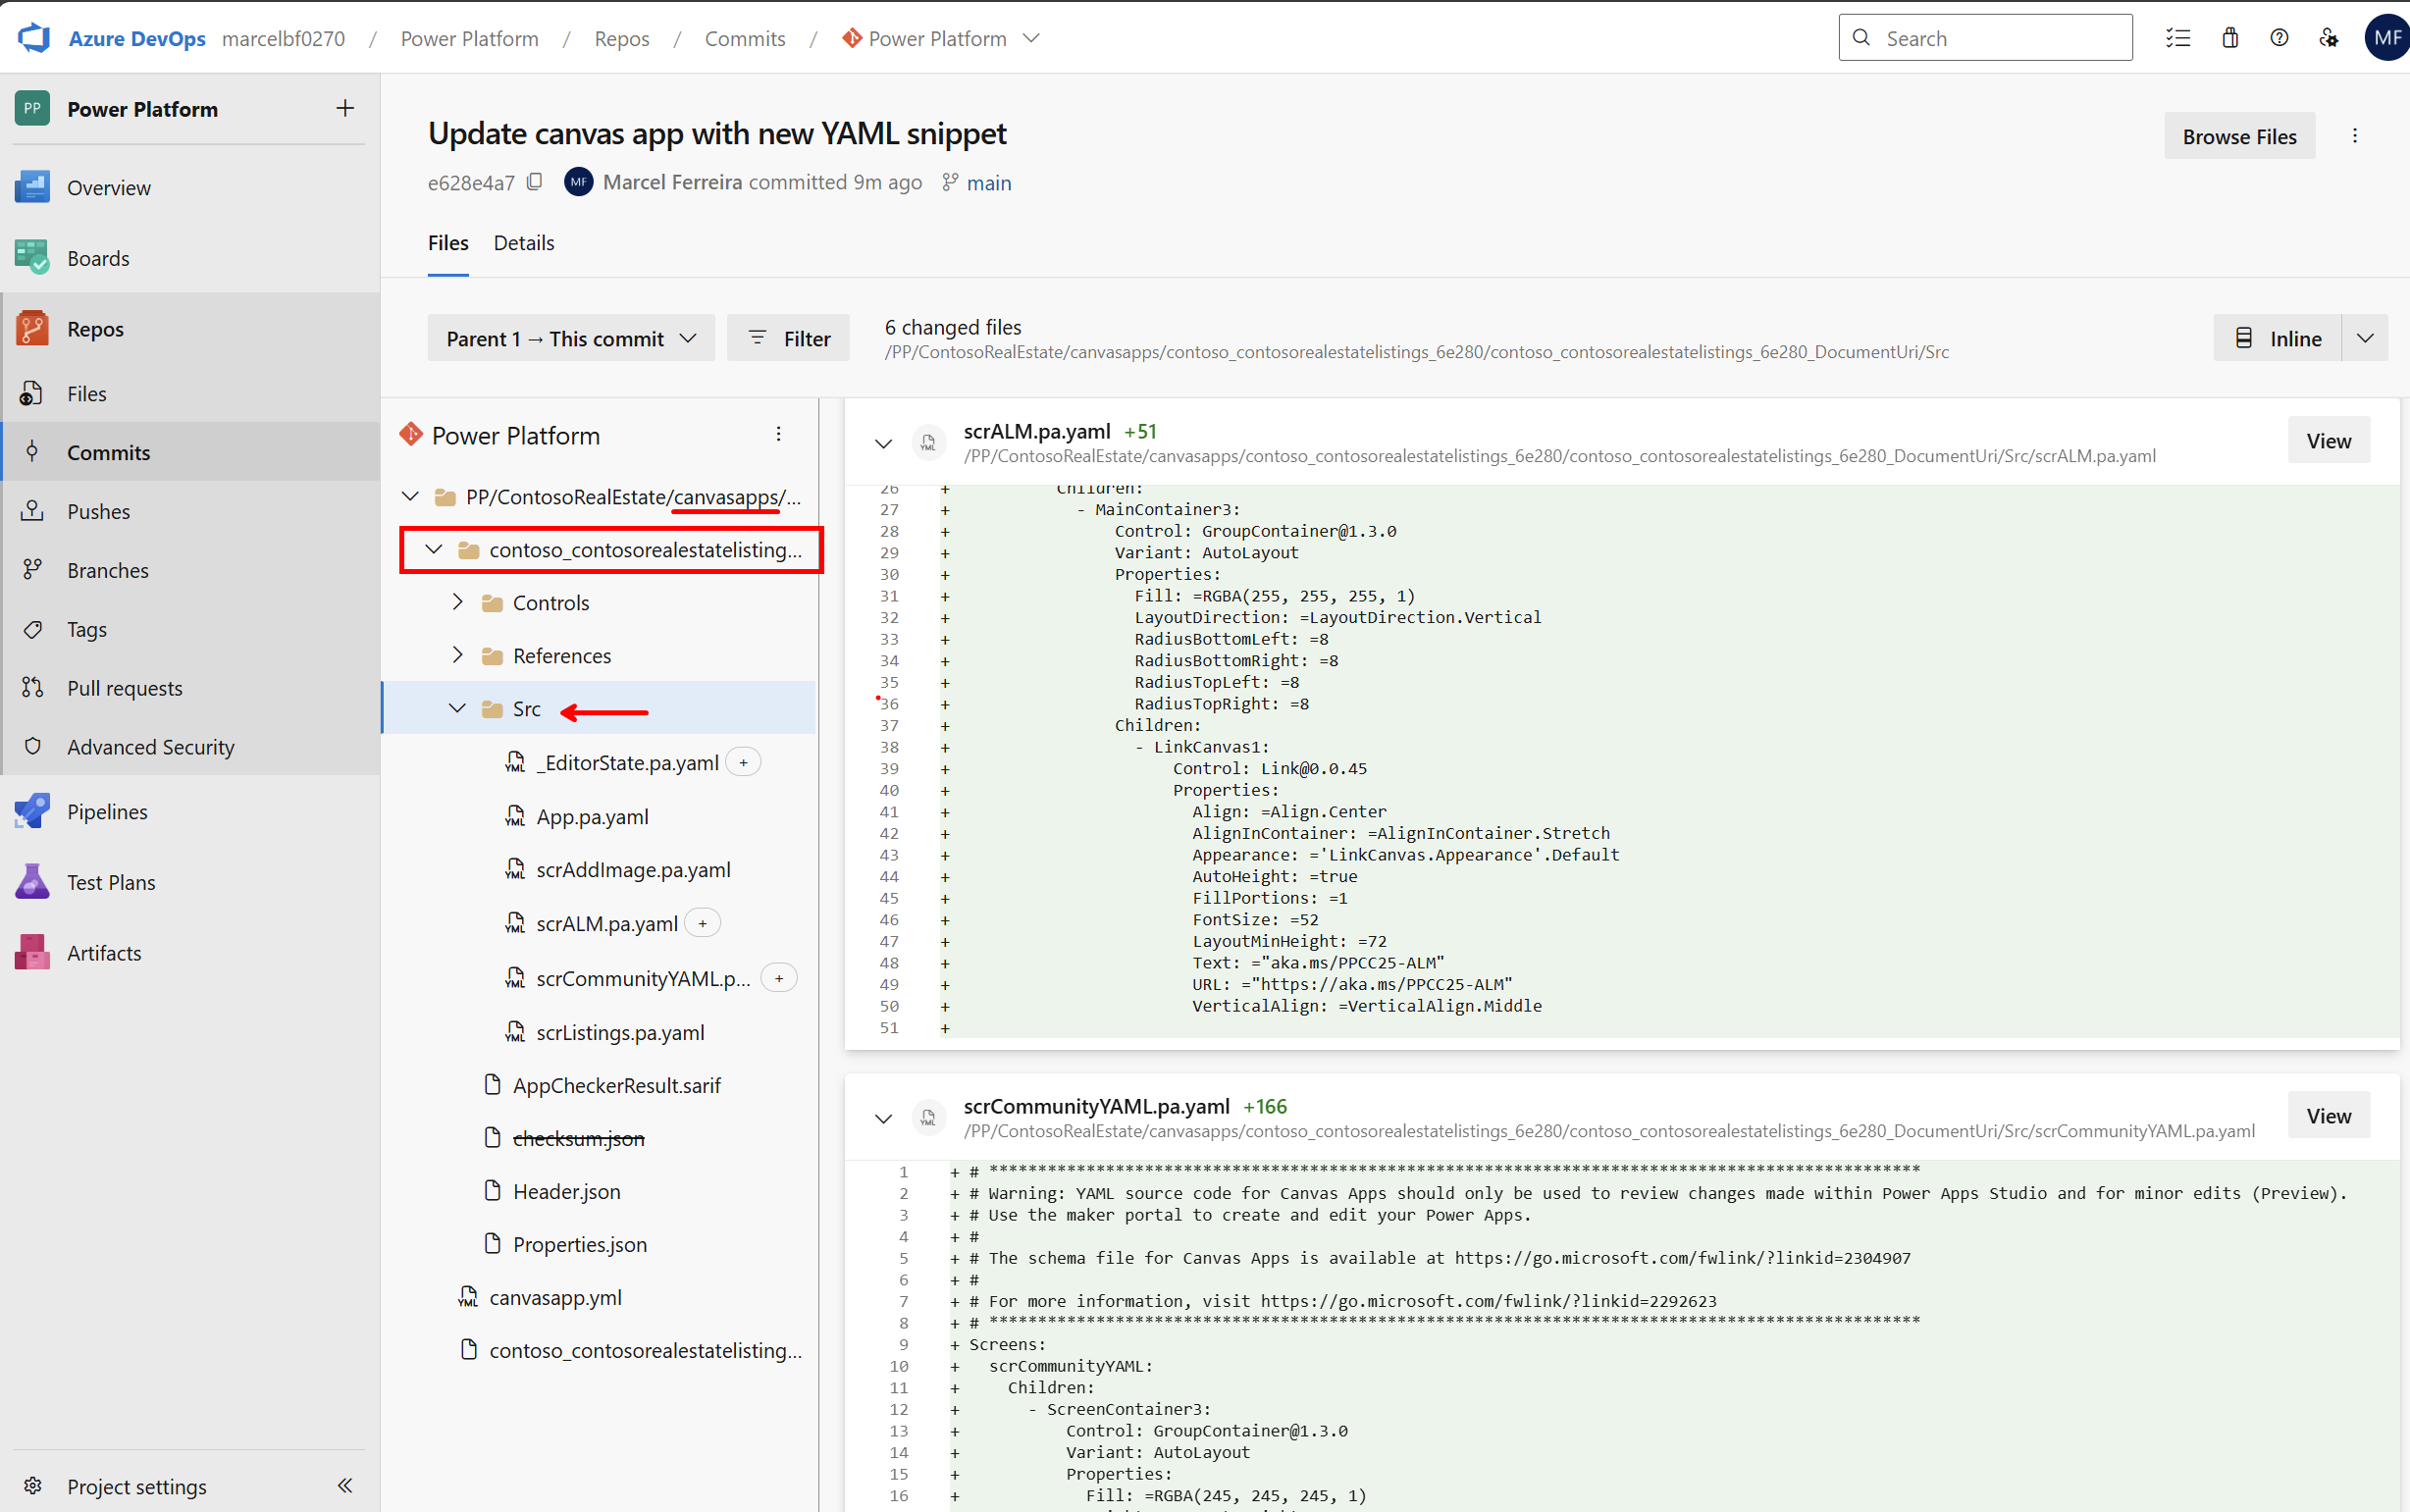 Azure DevOps marcelbf0270 / Power Platform / Repos / Commits / Power Platform
Search
MF
PP Power Platform
Overview
Boards
Repos
Files
Commits
Pushes
Branches
Tags
Pull requests
Advanced Security
Pipelines
Test Plans
Artifacts
Project settings
Update canvas app with new YAML snippet
Browse Files
e628e4a7 MF Marcel Ferreira committed 9m ago main
Files Details
Parent 1 → This commit
Filter
6 changed files
/PP/ContosoRealEstate/canvasapps/contoso_contosorealestatelistings_6e280/contoso_contosorealestatelistings_6e280_DocumentUri/Src
Inline
Power Platform
PP/ContosoRealEstate/canvasapps/...
contoso_contosorealestatelisting...
Controls
References
Src
YML _EditorState.pa.yaml +
YML App.pa.yaml
YML scrAddImage.pa.yaml
YML scrALM.pa.yaml +
YML scrCommunityYAML.p... +
YML scrListings.pa.yaml
AppCheckerResult.sarif
checksum.json
Header.json
Properties.json
YML canvasapp.yml
contoso_contosorealestatelisting...
YML scrALM.pa.yaml +51
/PP/ContosoRealEstate/canvasapps/contoso_contosorealestatelistings_6e280/contoso_contosorealestatelistings_6e280_DocumentUri/Src/scrALM.pa.yaml
View
26 + Children:
27 + - MainContainer3:
28 + Control: GroupContainer@1.3.0
29 + Variant: AutoLayout
30 + Properties:
31 + Fill: =RGBA(255, 255, 255, 1)
32 + LayoutDirection: =LayoutDirection.Vertical
33 + RadiusBottomLeft: =8
34 + RadiusBottomRight: =8
35 + RadiusTopLeft: =8
36 + RadiusTopRight: =8
37 + Children:
38 + - LinkCanvas1:
39 + Control: Link@0.0.45
40 + Properties:
41 + Align: =Align.Center
42 + AlignInContainer: =AlignInContainer.Stretch
43 + Appearance: ='LinkCanvas.Appearance'.Default
44 + AutoHeight: =true
45 + FillPortions: =1
46 + FontSize: =52
47 + LayoutMinHeight: =72
48 + Text: ="aka.ms/PPCC25-ALM"
49 + URL: ="https://aka.ms/PPCC25-ALM"
50 + VerticalAlign: =VerticalAlign.Middle
51 +
YML scrCommunityYAML.pa.yaml +166
/PP/ContosoRealEstate/canvasapps/contoso_contosorealestatelistings_6e280/contoso_contosorealestatelistings_6e280_DocumentUri/Src/scrCommunityYAML.pa.yaml
View
1 + # ************************************************************************************************
2 + # Warning: YAML source code for Canvas Apps should only be used to review changes made within Power Apps Studio and for minor edits (Preview).
3 + # Use the maker portal to create and edit your Power Apps.
4 + #
5 + # The schema file for Canvas Apps is available at https://go.microsoft.com/fwlink/?linkid=2304907
6 + #
7 + # For more information, visit https://go.microsoft.com/fwlink/?linkid=2292623
8 + # ************************************************************************************************
9 + Screens:
10 + scrCommunityYAML:
11 + Children:
12 + - ScreenContainer3:
13 + Control: GroupContainer@1.3.0
14 + Variant: AutoLayout
15 + Properties:
16 + Fill: =RGBA(245, 245, 245, 1)